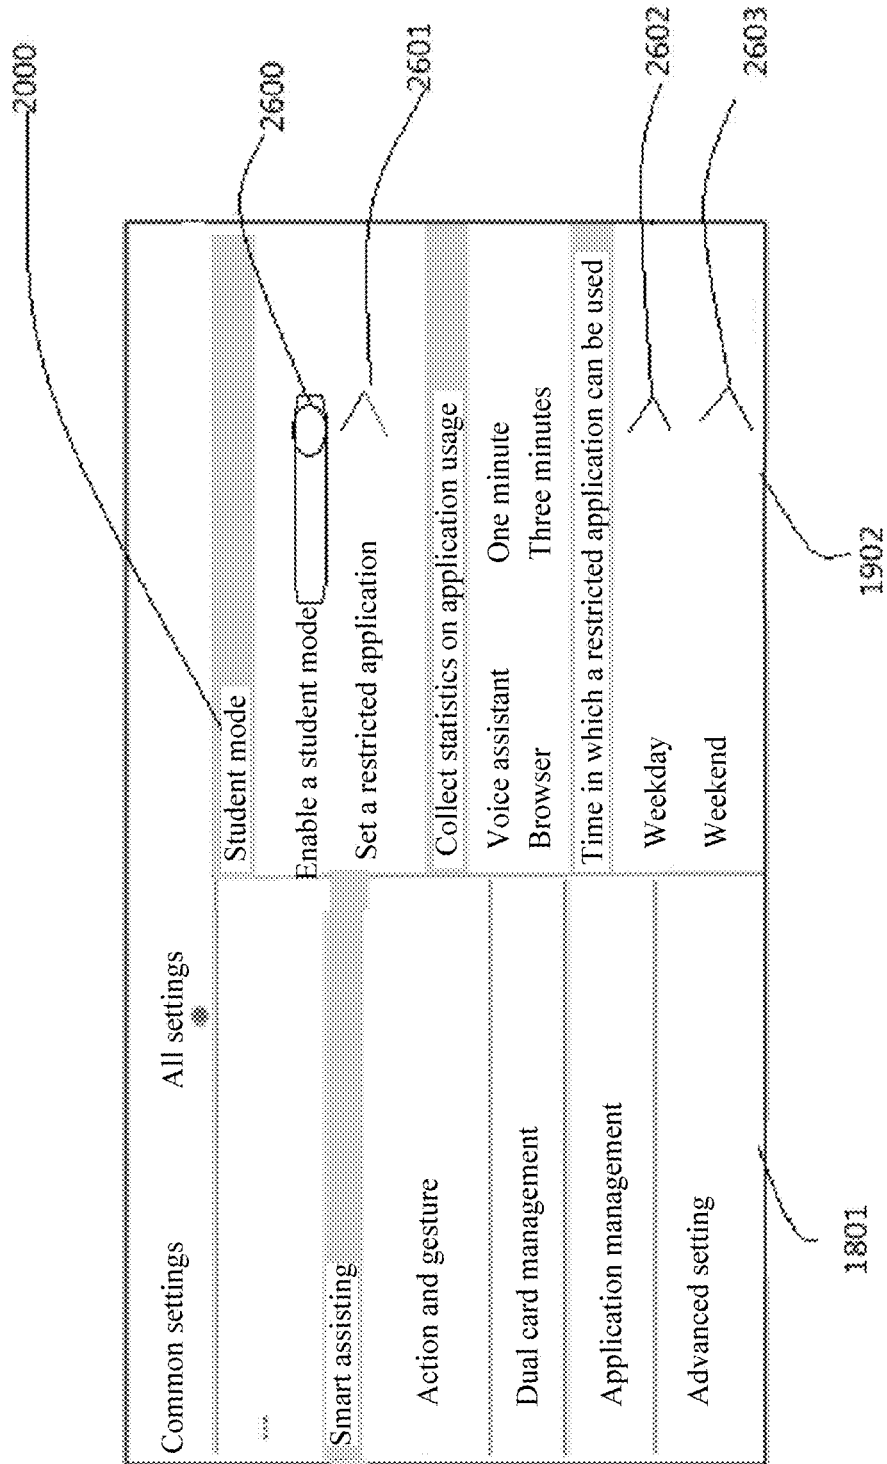 Common settings
All settings
...
Smart assisting
Action and gesture
Dual card management
Application management
Advanced setting
Student mode
Enable a student mode
Set a restricted application
Collect statistics on application usage
Voice assistant One minute
Browser Three minutes
Time in which a restricted application can be used
Weekday
Weekend
2000
2600
2601
2602
2603
1801
1902